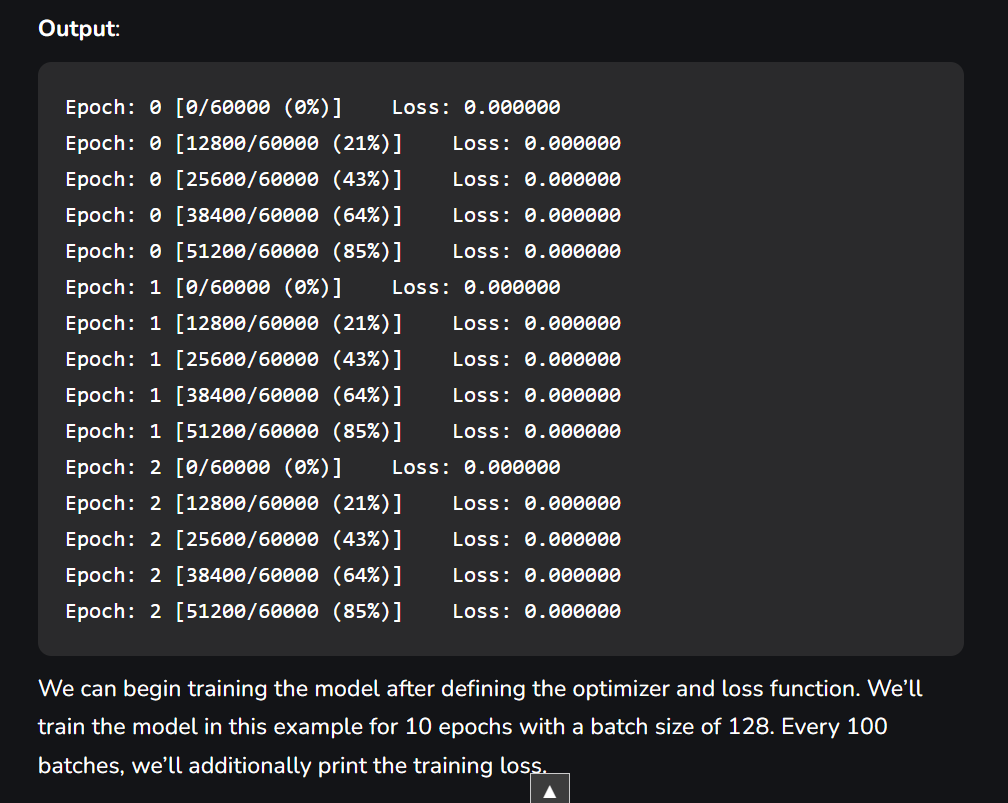 Output:
Epoch: 0 [0/60000 (0%)]    Loss: 0.000000
Epoch: 0 [12800/60000 (21%)]    Loss: 0.000000
Epoch: 0 [25600/60000 (43%)]    Loss: 0.000000
Epoch: 0 [38400/60000 (64%)]    Loss: 0.000000
Epoch: 0 [51200/60000 (85%)]    Loss: 0.000000
Epoch: 1 [0/60000 (0%)]    Loss: 0.000000
Epoch: 1 [12800/60000 (21%)]    Loss: 0.000000
Epoch: 1 [25600/60000 (43%)]    Loss: 0.000000
Epoch: 1 [38400/60000 (64%)]    Loss: 0.000000
Epoch: 1 [51200/60000 (85%)]    Loss: 0.000000
Epoch: 2 [0/60000 (0%)]    Loss: 0.000000
Epoch: 2 [12800/60000 (21%)]    Loss: 0.000000
Epoch: 2 [25600/60000 (43%)]    Loss: 0.000000
Epoch: 2 [38400/60000 (64%)]    Loss: 0.000000
Epoch: 2 [51200/60000 (85%)]    Loss: 0.000000
We can begin training the model after defining the optimizer and loss function. We’ll
train the model in this example for 10 epochs with a batch size of 128. Every 100
batches, we’ll additionally print the training loss.